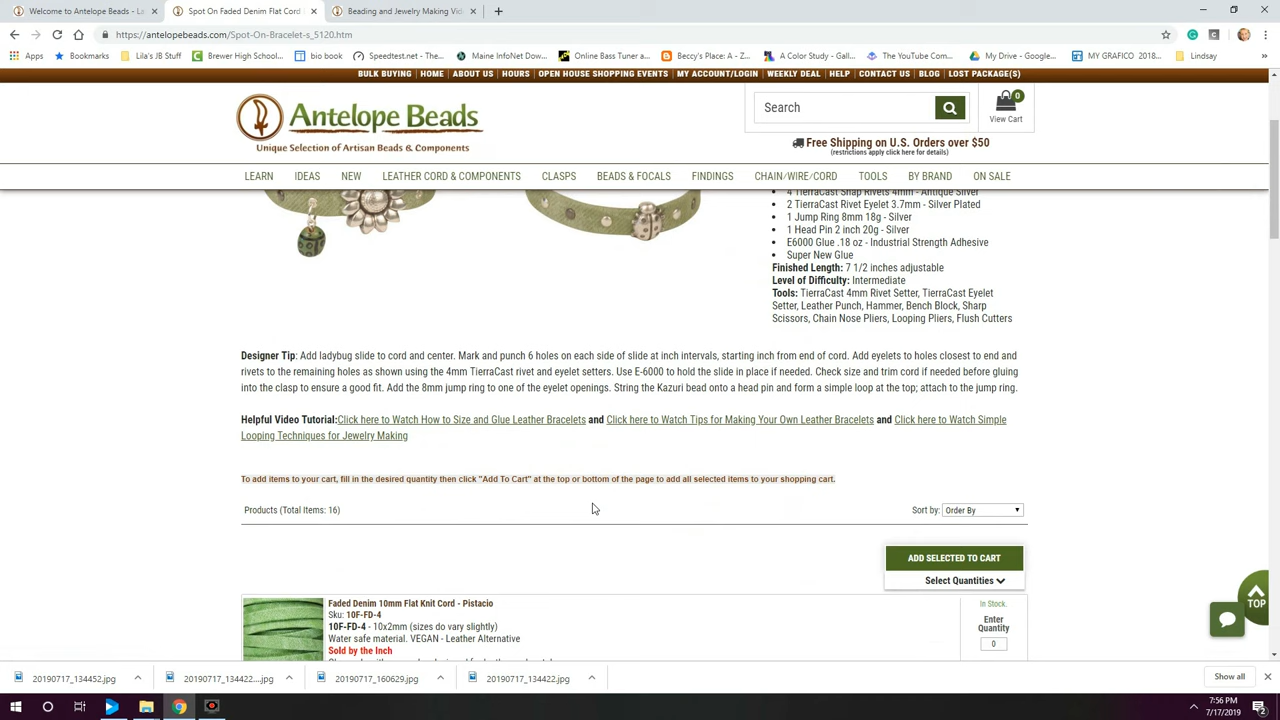 Welcome to Antelope Beads - La
Spot On Faded Denim Flat Cord
Beading and Jewelry Making Vide
https://antelopebeads.com/Spot-On-Bracelet-s_5120.htm
Apps
Bookmarks
Lila's JB Stuff
Brewer High School...
bio book
Speedtest.net - The...
Maine InfoNet Dow...
Online Bass Tuner a...
Beccy's Place: A - Z...
A Color Study - Gall...
The YouTube Com...
My Drive - Google...
MY GRAFICO 2018...
Lindsay
BULK BUYING | HOME | ABOUT US | HOURS | OPEN HOUSE SHOPPING EVENTS | MY ACCOUNT/LOGIN | WEEKLY DEAL | HELP | CONTACT US | BLOG | LOST PACKAGE(S)
Antelope Beads
Unique Selection of Artisan Beads & Components
Search
0
View Cart
Free Shipping on U.S. Orders over $50
(restrictions apply click here for details)
LEARN IDEAS NEW LEATHER CORD & COMPONENTS CLASPS BEADS & FOCALS FINDINGS CHAIN/WIRE/CORD TOOLS BY BRAND ON SALE
4 TierraCast Snap Rivets 4mm - Antique Silver
2 TierraCast Rivet Eyelet 3.7mm - Silver Plated
1 Jump Ring 8mm 18g - Silver
1 Head Pin 2 inch 20g - Silver
E6000 Glue .18 oz - Industrial Strength Adhesive
Super New Glue
Finished Length: 7 1/2 inches adjustable
Level of Difficulty: Intermediate
Tools: TierraCast 4mm Rivet Setter, TierraCast Eyelet
Setter, Leather Punch, Hammer, Bench Block, Sharp
Scissors, Chain Nose Pliers, Looping Pliers, Flush Cutters
Designer Tip: Add ladybug slide to cord and center. Mark and punch 6 holes on each side of slide at inch intervals, starting inch from end of cord. Add eyelets to holes closest to end and
rivets to the remaining holes as shown using the 4mm TierraCast rivet and eyelet setters. Use E-6000 to hold the slide in place if needed. Check size and trim cord if needed before gluing
into the clasp to ensure a good fit. Add the 8mm jump ring to one of the eyelet openings. String the Kazuri bead onto a head pin and form a simple loop at the top; attach to the jump ring.
Helpful Video Tutorial:Click here to Watch How to Size and Glue Leather Bracelets and Click here to Watch Tips for Making Your Own Leather Bracelets and Click here to Watch Simple
Looping Techniques for Jewelry Making
To add items to your cart, fill in the desired quantity then click "Add To Cart" at the top or bottom of the page to add all selected items to your shopping cart.
Products (Total Items: 16)
Sort by: Order By
ADD SELECTED TO CART
Select Quantities
Faded Denim 10mm Flat Knit Cord - Pistacio
Sku: 10F-FD-4
10F-FD-4 - 10x2mm (sizes do vary slightly)
Water safe material. VEGAN - Leather Alternative
Sold by the Inch
In Stock.
Enter
Quantity
0
TOP
20190717_134452.jpg
20190717_134422....jpg
20190717_160629.jpg
20190717_134422.jpg
Show all
7:56 PM
7/17/2019
2